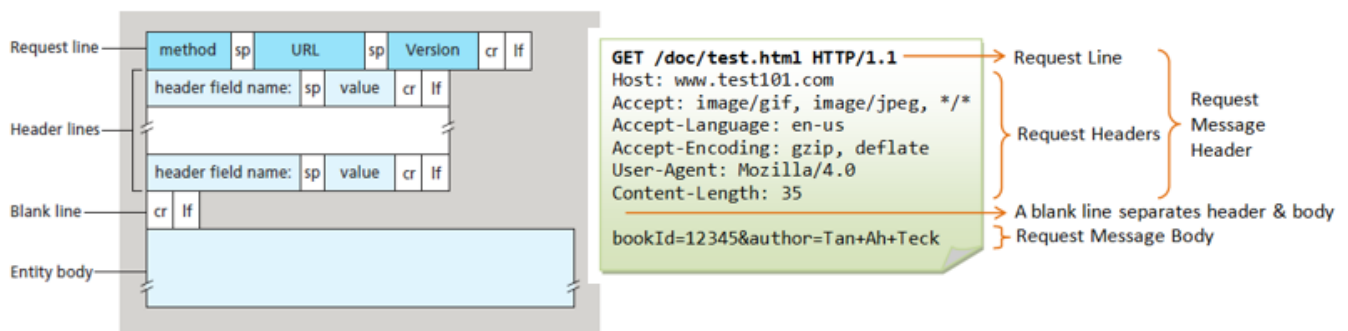 Request line
method sp URL sp Version cr lf
header field name: sp value cr lf
Header lines
header field name: sp value cr lf
Blank line
cr lf
Entity body
GET /doc/test.html HTTP/1.1
Host: www.test101.com
Accept: image/gif, image/jpeg, */*
Accept-Language: en-us
Accept-Encoding: gzip, deflate
User-Agent: Mozilla/4.0
Content-Length: 35
bookId=12345&author=Tan+Ah+Teck
Request Line
Request Headers
Request
Message
Header
A blank line separates header & body
Request Message Body